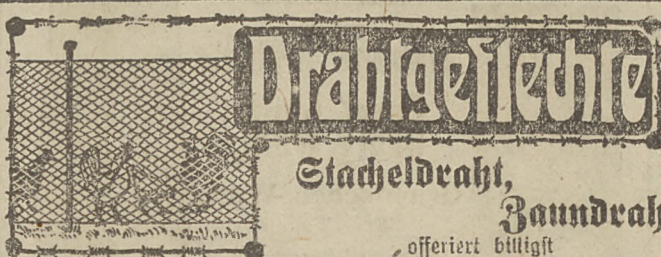 Drahtgeflechte
Stacheldraht,
Zaundrah
offeriert billigst